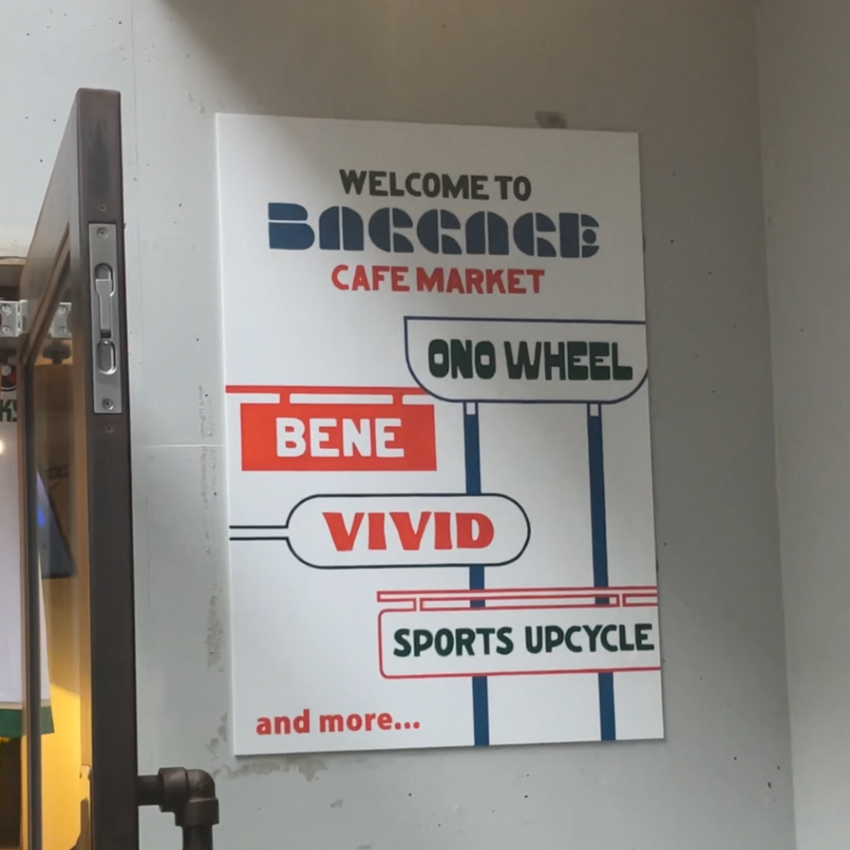 WELCOME TO
BAGGAGE
CAFE MARKET
ONO WHEEL
BENE
VIVID
SPORTS UPCYCLE
and more...